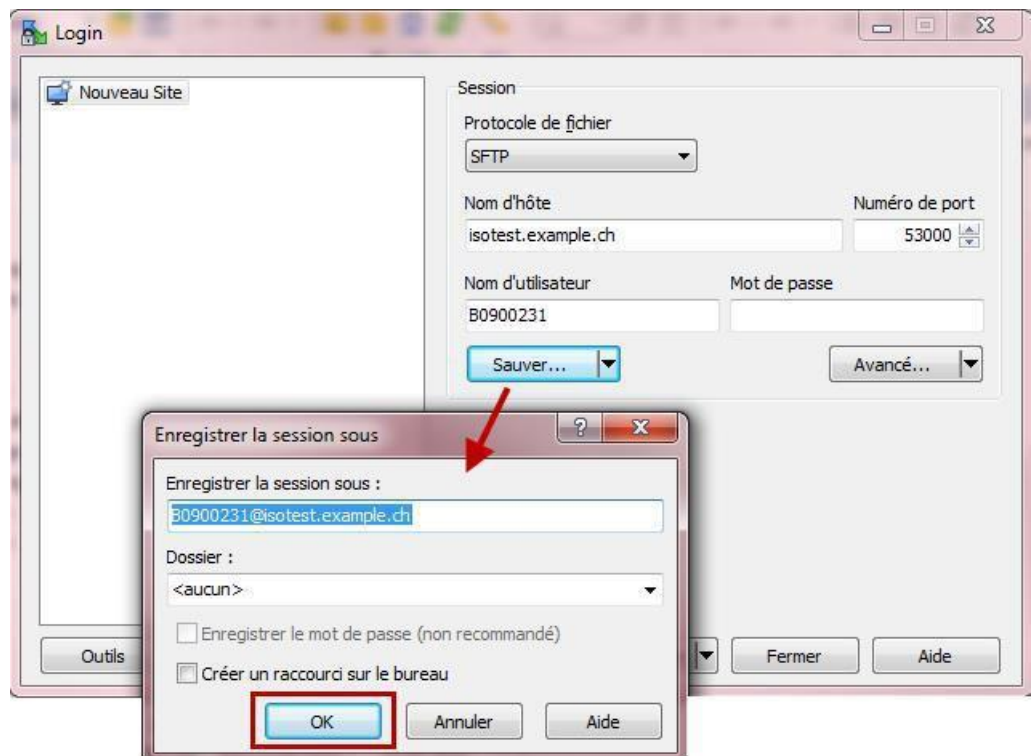 Login
Nouveau Site
Session
Protocole de fichier
SFTP
Nom d'hôte Numéro de port
isotest.example.ch 53000
Nom d'utilisateur Mot de passe
B0900231
Sauver... Avancé...
Enregistrer la session sous
Enregistrer la session sous :
B0900231@isotest.example.ch
Dossier :
<aucun>
Enregistrer le mot de passe (non recommandé)
Créer un raccourci sur le bureau
Outils Fermer Aide
OK Annuler Aide